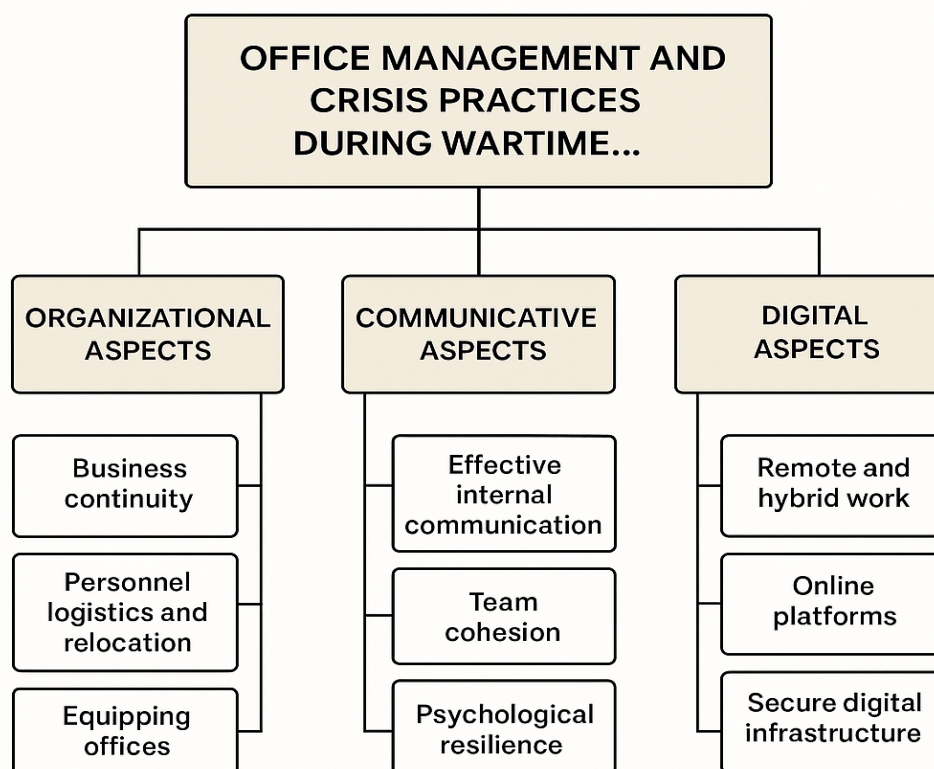 OFFICE MANAGEMENT AND
CRISIS PRACTICES
DURING WARTIME...
ORGANIZATIONAL
ASPECTS
Business
continuity
Personnel
logistics and
relocation
Equipping
offices
COMMUNICATIVE
ASPECTS
Effective
internal
communication
Team
cohesion
Psychological
resilience
DIGITAL
ASPECTS
Remote and
hybrid work
Online
platforms
Secure digital
infrastructure